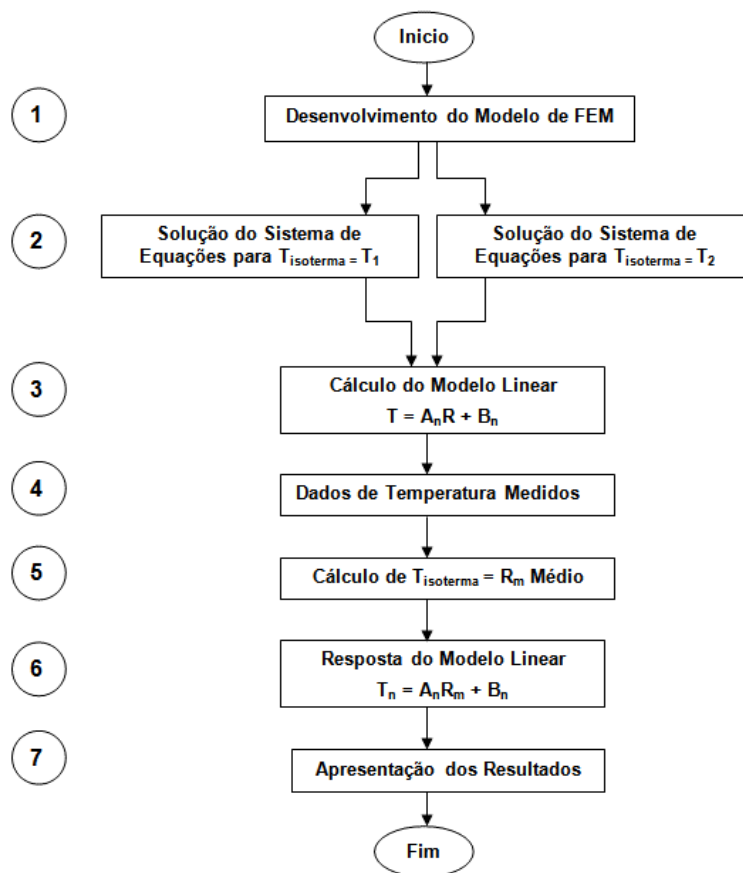 Inicio
1
Desenvolvimento do Modelo de FEM
2
Solução do Sistema de
Equações para Tisoterma = T1
Solução do Sistema de
Equações para Tisoterma = T2
3
Cálculo do Modelo Linear
T = AnR + Bn
4
Dados de Temperatura Medidos
5
Cálculo de Tisoterma = Rm Médio
6
Resposta do Modelo Linear
Tn = AnRm + Bn
7
Apresentação dos Resultados
Fim